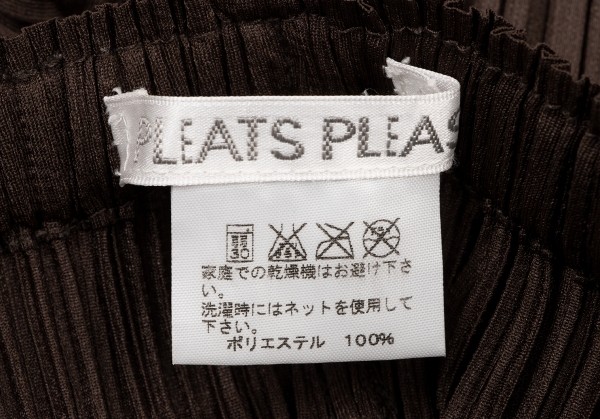 PLEATS PLEAS
弱
30
家庭での乾燥機はお避け下さ
い。
洗濯時にはネットを使用して
下さい。
ポリエステル 100%